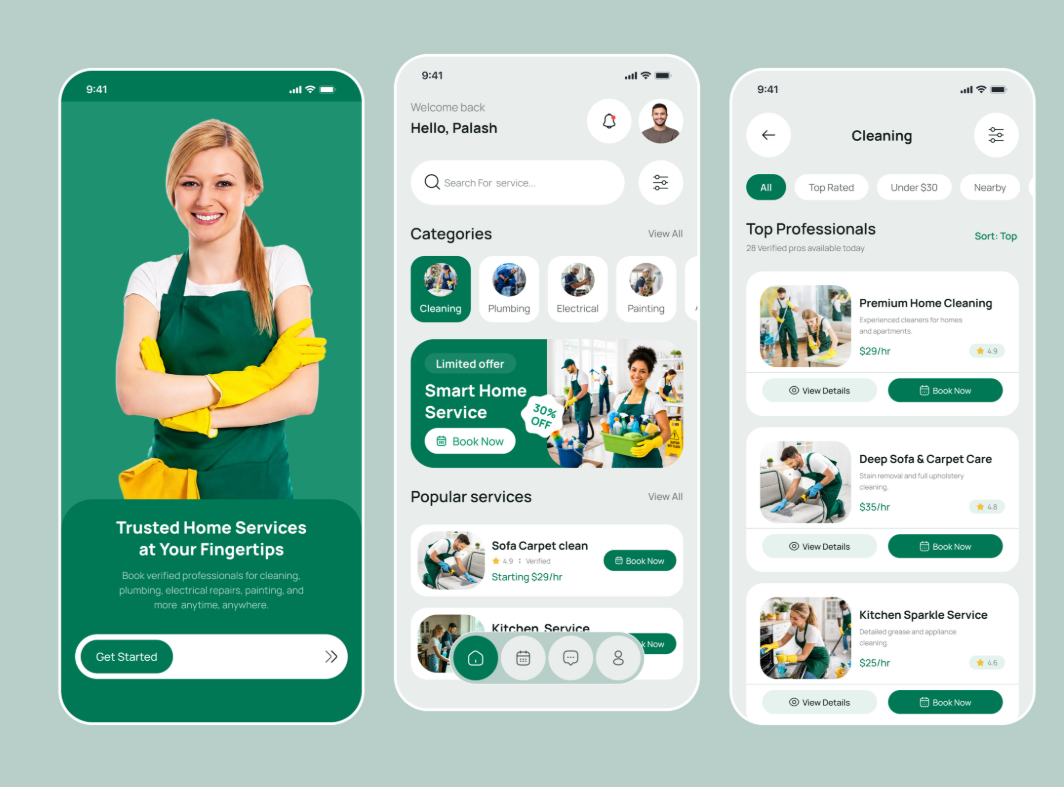 9:41
Trusted Home Services
at Your Fingertips
Book verified professionals for cleaning,
plumbing, electrical repairs, painting, and
more anytime, anywhere.
Get Started
9:41
Welcome back
Hello, Palash
Search For service...
Categories
View All
Cleaning
Plumbing
Electrical
Painting
Limited offer
Smart Home
Service
30%
OFF
Book Now
Popular services
View All
Sofa Carpet clean
4.9 : Verified
Starting $29/hr
Book Now
Kitchen Service
k Now
9:41
Cleaning
All
Top Rated
Under $30
Nearby
Top Professionals
28 Verified pros available today
Sort: Top
Premium Home Cleaning
Experienced cleaners for homes
and apartments.
$29/hr
4.9
View Details
Book Now
Deep Sofa & Carpet Care
Stain removal and full upholstery
cleaning.
$35/hr
4.8
View Details
Book Now
Kitchen Sparkle Service
Detailed grease and appliance
cleaning.
$25/hr
4.6
View Details
Book Now